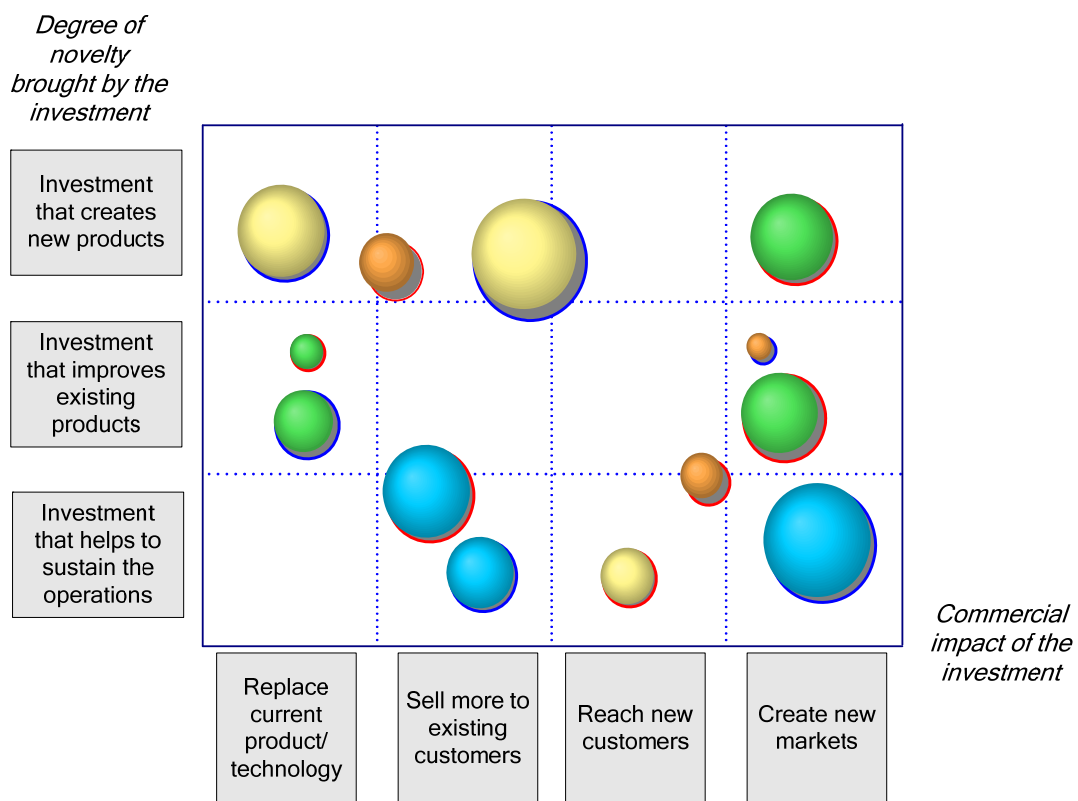 Degree of
novelty
brought by the
investment
Investment
that creates
new products
Investment
that improves
existing
products
Investment
that helps to
sustain the
operations
Commercial
impact of the
investment
Replace
current
product/
technology
Sell more to
existing
customers
Reach new
customers
Create new
markets